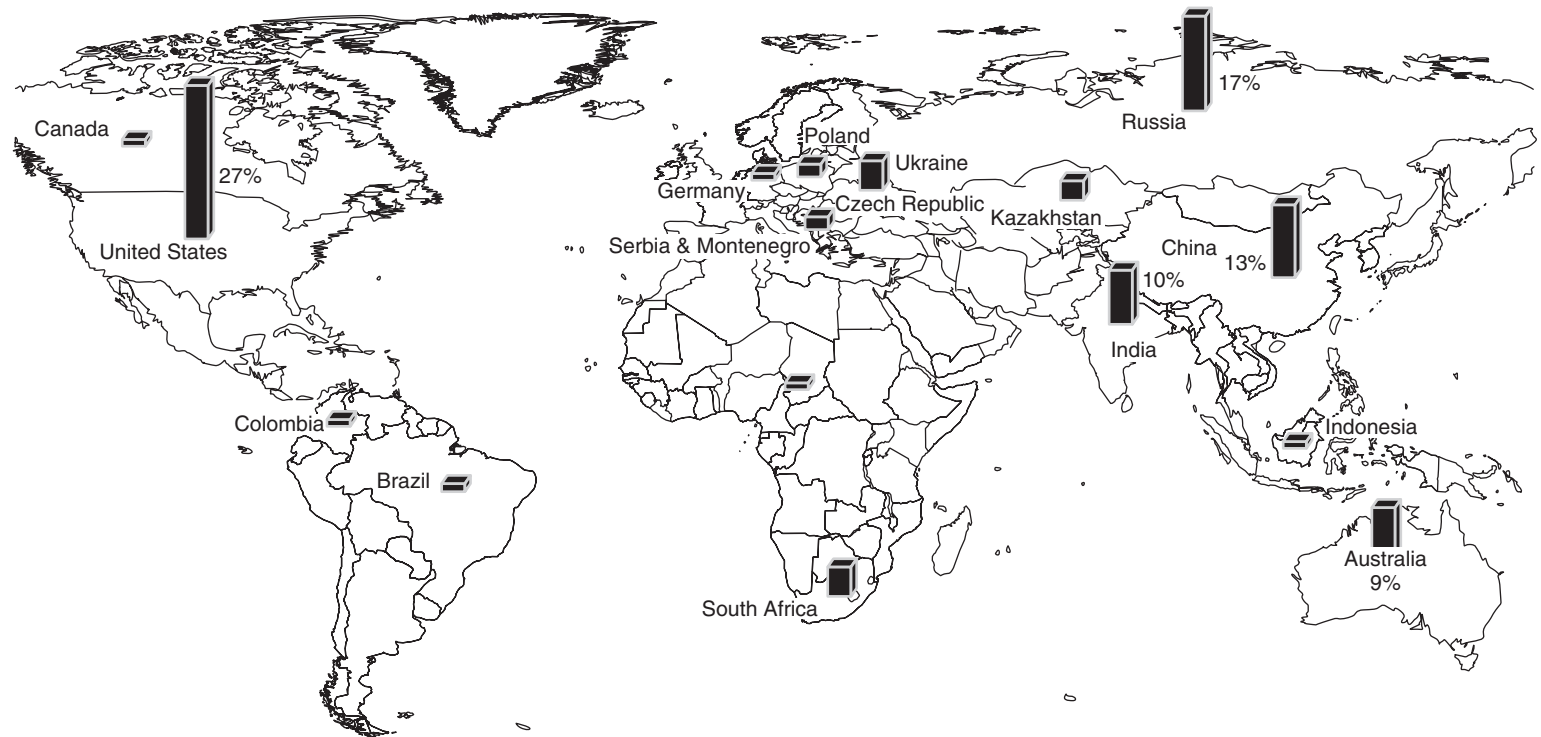 Canada
27%
United States
Colombia
Brazil
Poland
Germany
Ukraine
Czech Republic
Serbia & Montenegro
Kazakhstan
Russia
17%
China
13%
10%
India
Indonesia
Australia
9%
South Africa